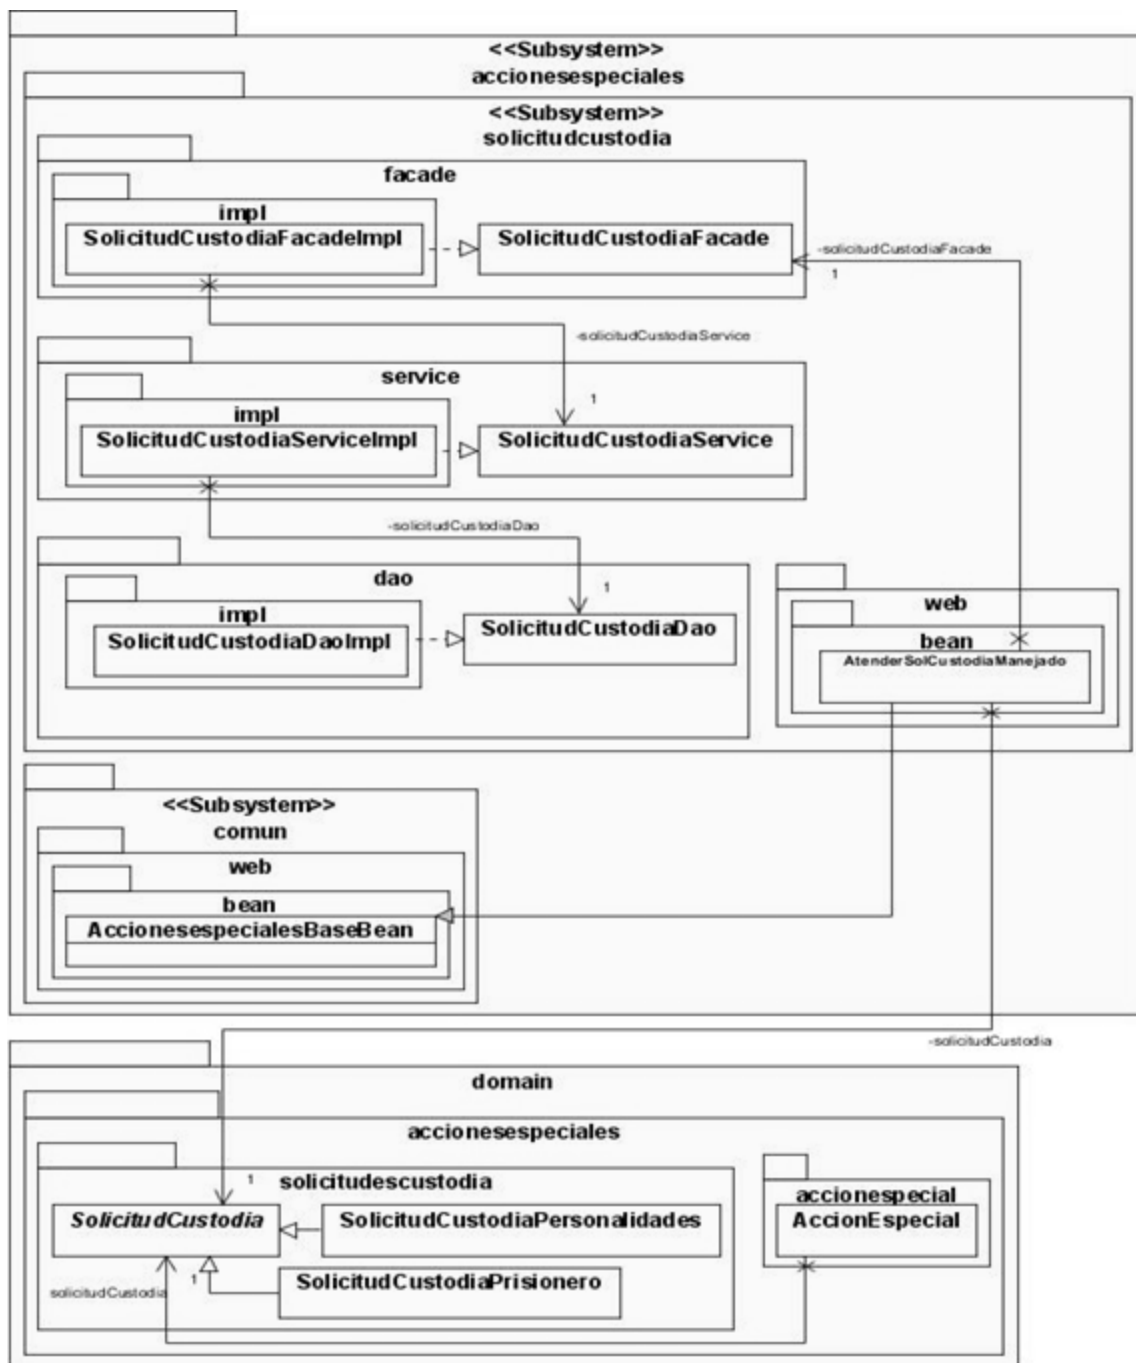 <<Subsystem>>
accionesespeciales
<<Subsystem>>
solicitudcustodia
facade
impl
SolicitudCustodiaFacadeImpl
SolicitudCustodiaFacade
-solicitudCustodiaFacade
1
-solicitudCustodiaService
service
1
impl
SolicitudCustodiaServiceImpl
SolicitudCustodiaService
-solicitudCustodiaDao
dao
1
impl
SolicitudCustodiaDaoImpl
SolicitudCustodiaDao
web
bean
AtenderSolCustodiaManejado
<<Subsystem>>
comun
web
bean
AccionesespecialesBaseBean
-solicitudCustodia
domain
accionesespeciales
1
solicitudescustodia
SolicitudCustodia
SolicitudCustodiaPersonalidades
accionespecial
AccionEspecial
1
SolicitudCustodiaPrisionero
solicitudCustodia